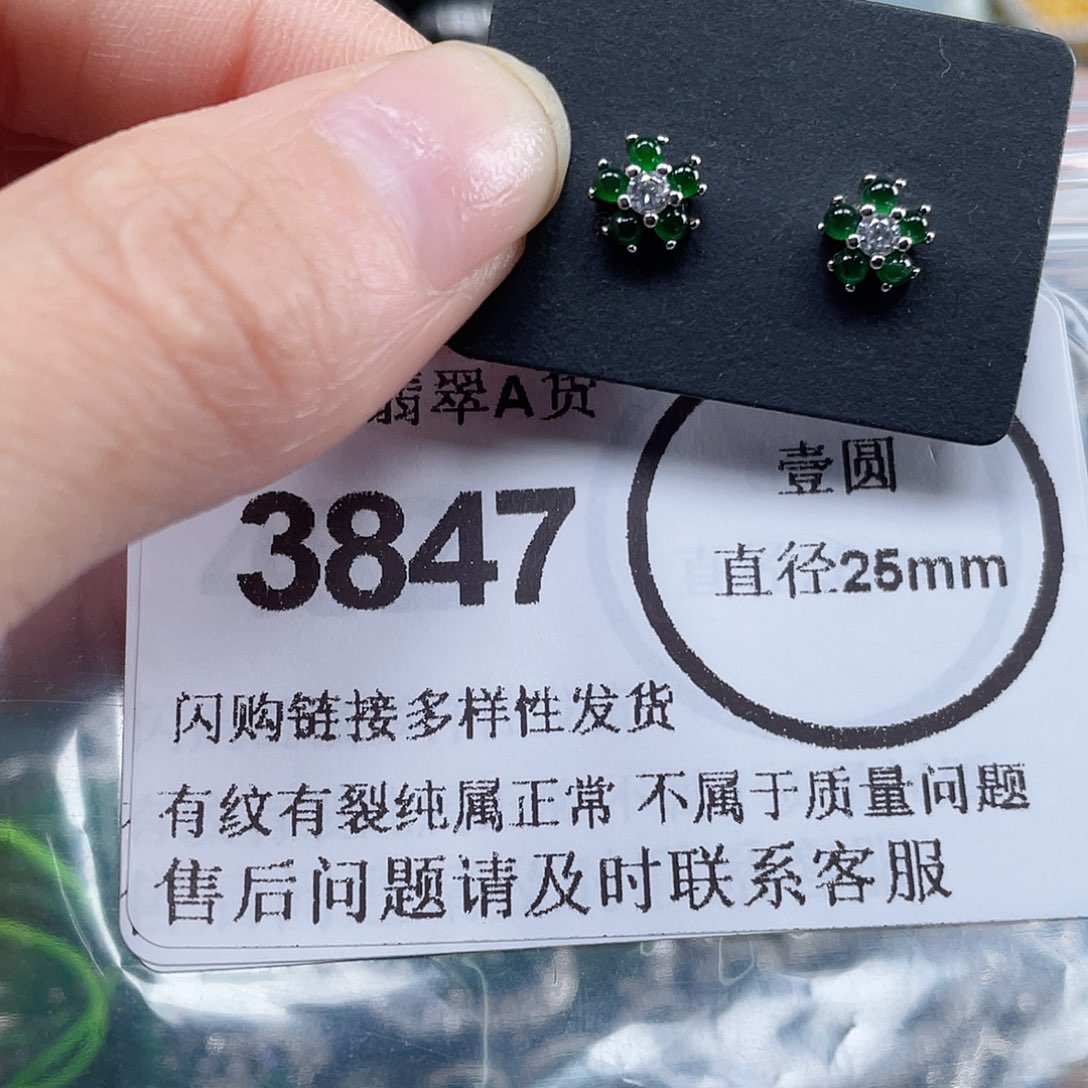 翡翠A货
壹圆
3847
直径25mm
闪购链接多样性发货
有纹有裂纯属正常 不属于质量问题
售后问题请及时联系客服